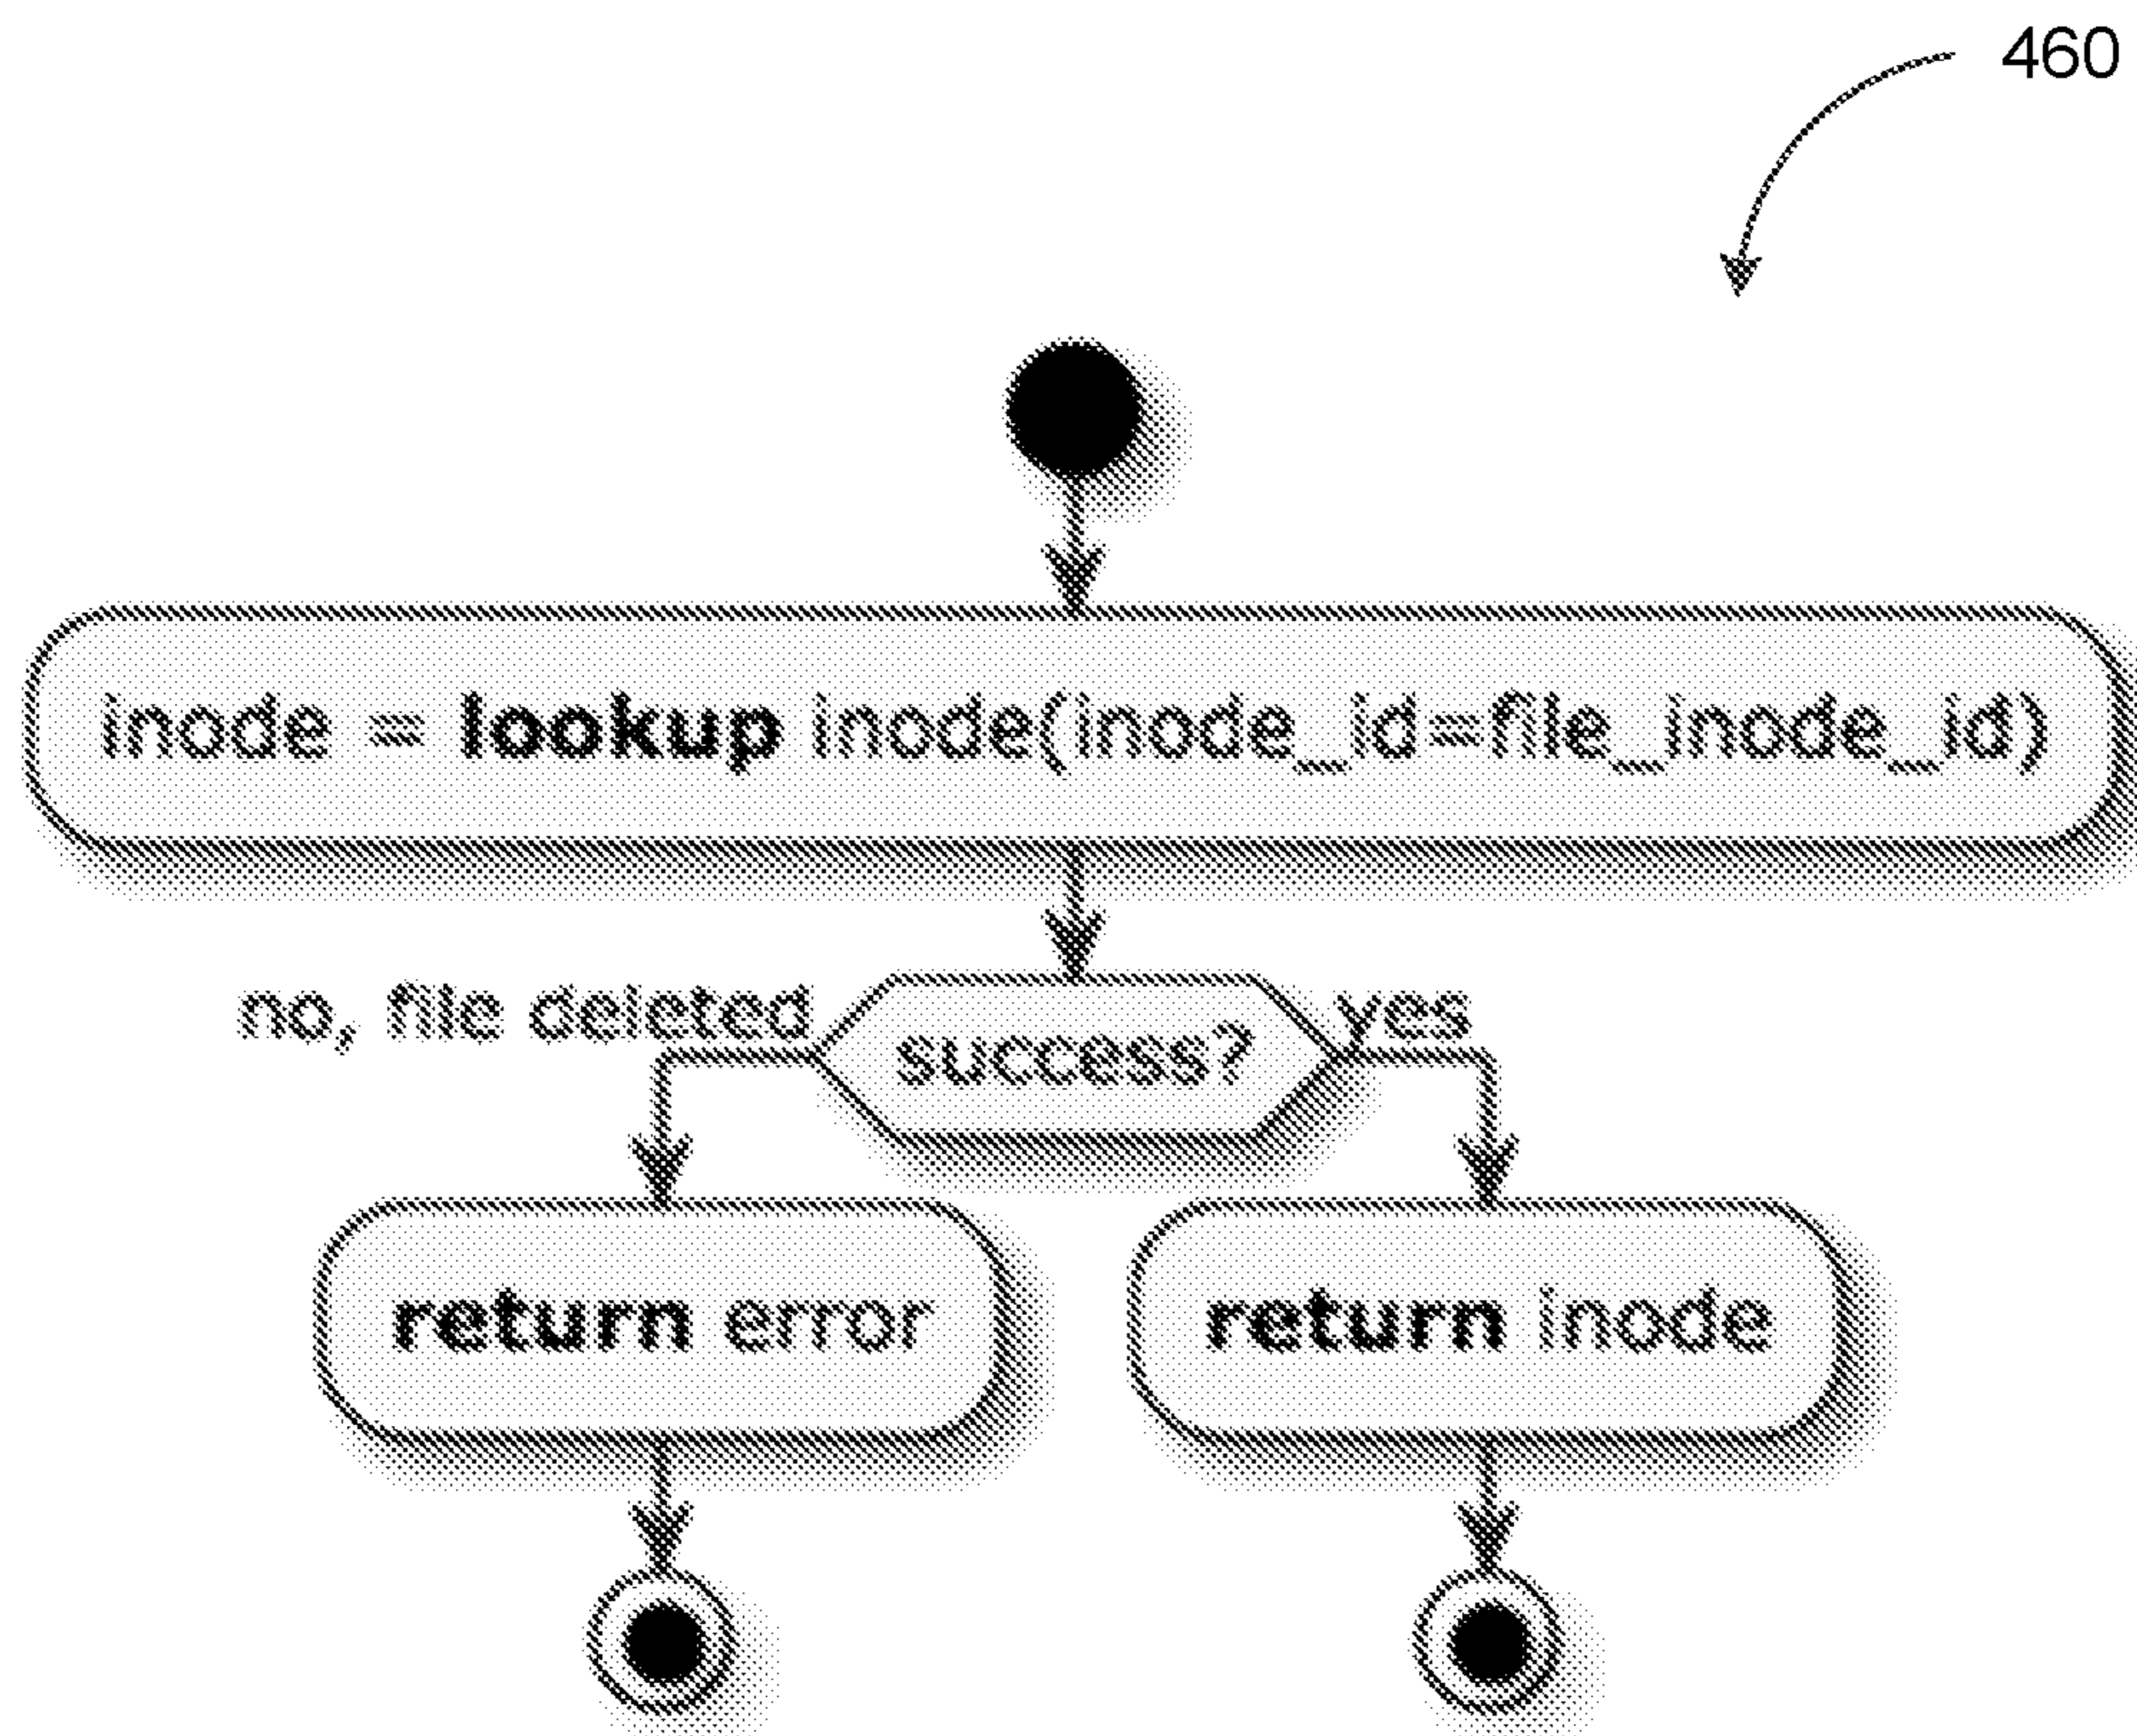 460
inode = lookup inode(inode_id=file_inode_id)
no, file deleted
success?
yes
return error
return inode